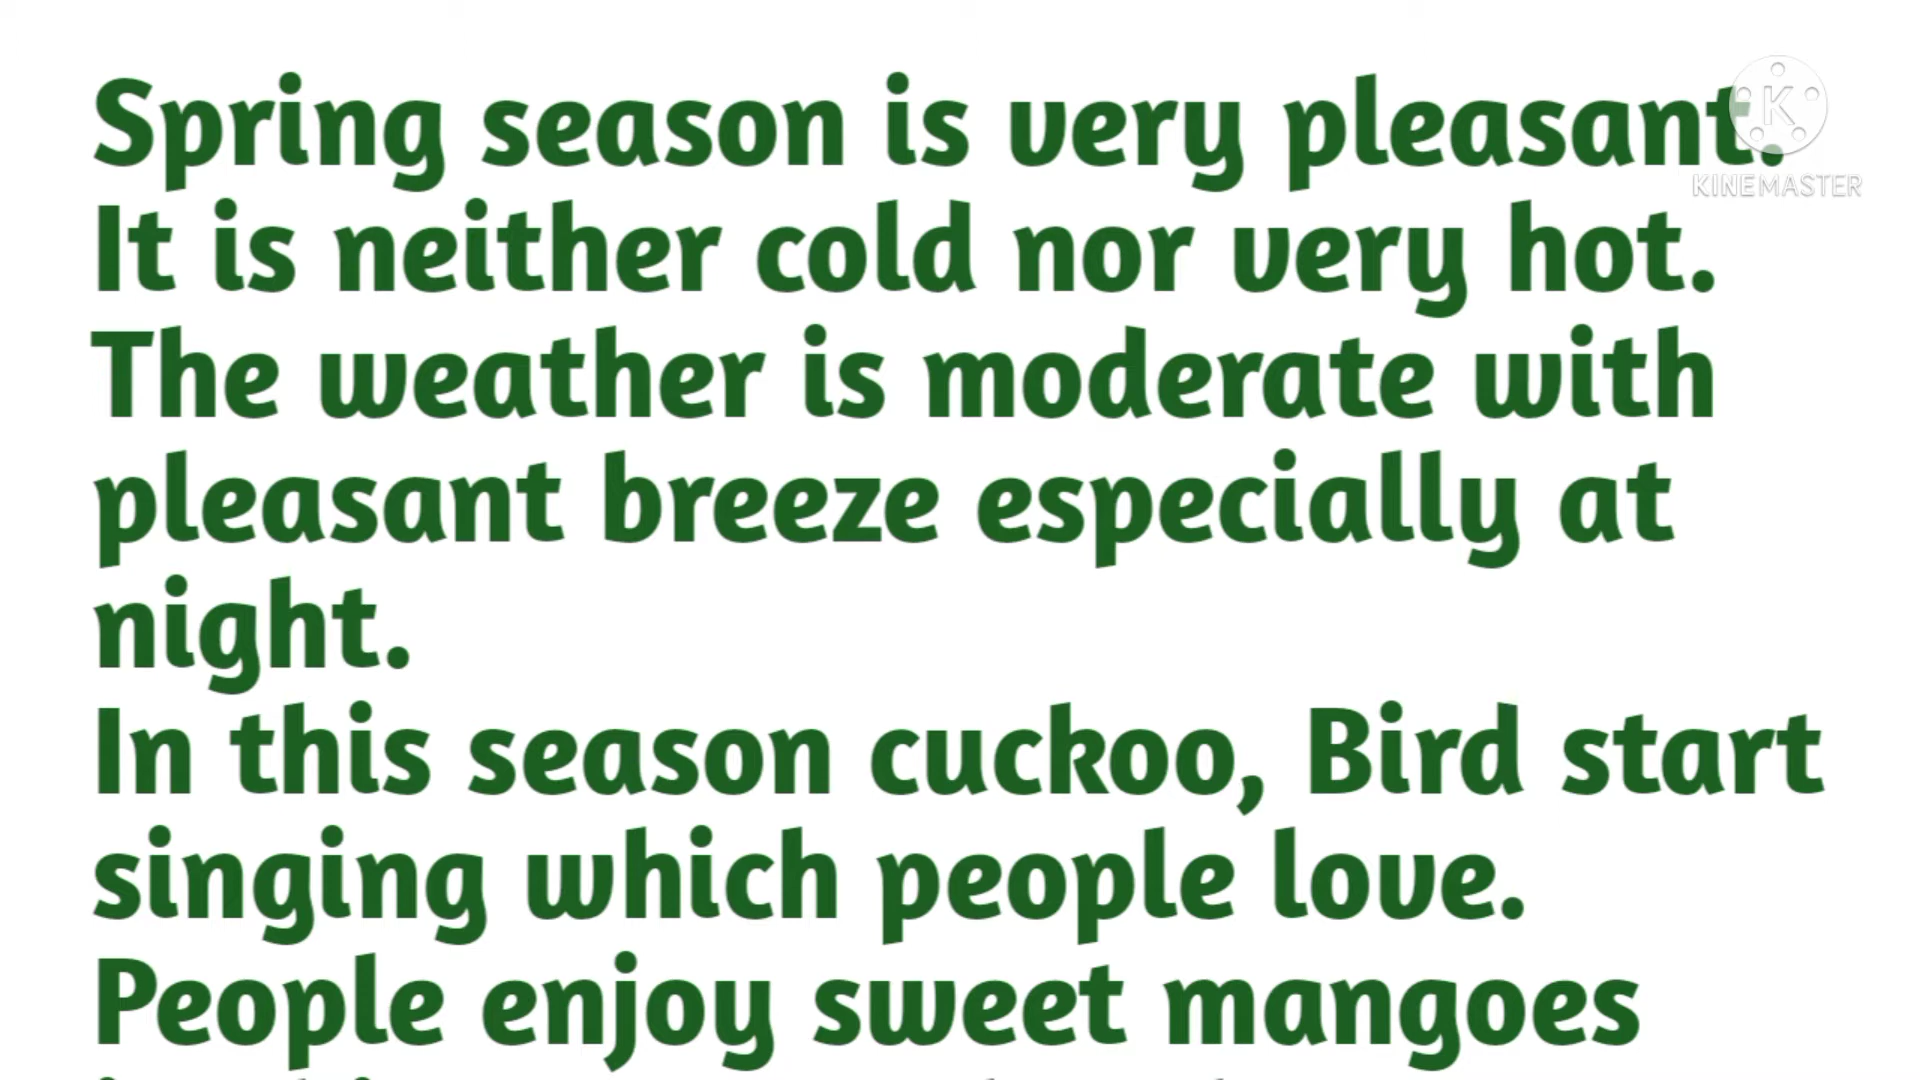 Spring season is very pleasant.
KINEMASTER
It is neither cold nor very hot.
The weather is moderate with
pleasant breeze especially at
night.
In this season cuckoo, Bird start
singing which people love.
People enjoy sweet mangoes